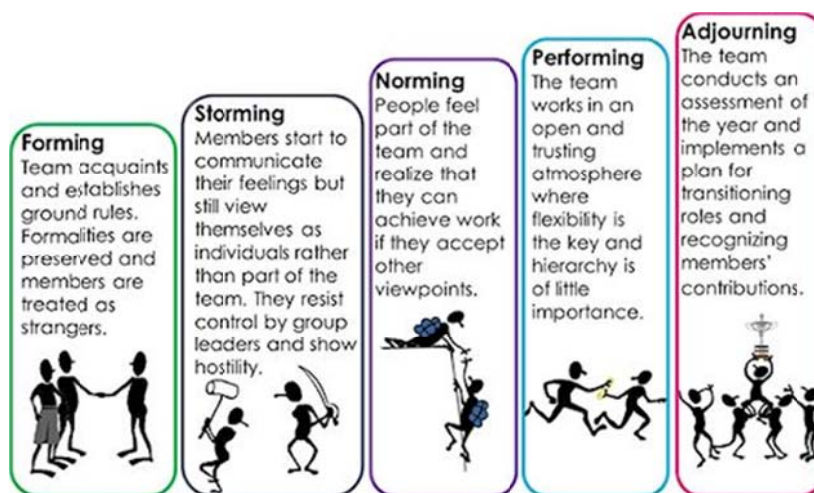 Forming
Team acquaints
and establishes
ground rules.
Formalities are
preserved and
members are
treated as
strangers.
Storming
Members start to
communicate
their feelings but
still view
themselves as
individuals rather
than part of the
team. They resist
control by group
leaders and show
hostility.
Norming
People feel
part of the
team and
realize that
they can
achieve work
if they accept
other
viewpoints.
Performing
The team
works in an
open and
trusting
atmosphere
where
flexibility is
the key and
hierarchy is
of little
importance.
Adjourning
The team
conducts an
assessment of
the year and
implements a
plan for
transitioning
roles and
recognizing
members'
contributions.